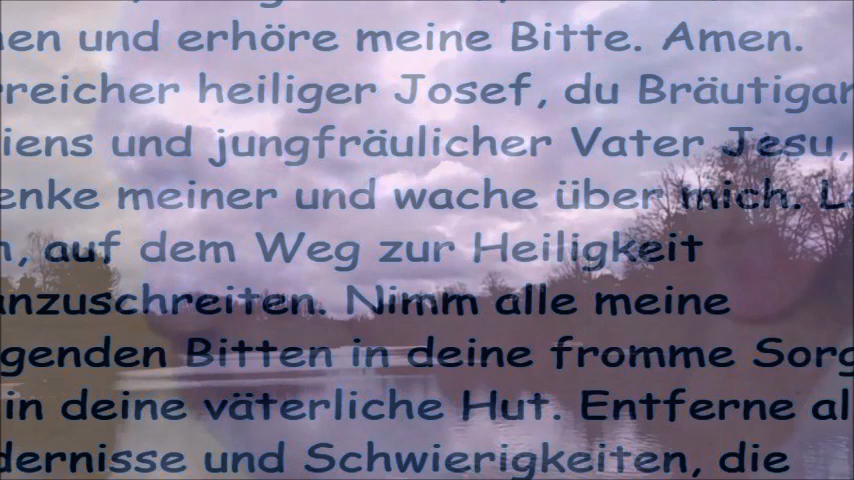 en und erhöre meine Bitte. Amen.
rreicher heiliger Josef, du Bräutigam
iens und jungfräulicher Vater Jesu,
enke meiner und wache über mich. L
n, auf dem Weg zur Heiligkeit
anzuschreiten. Nimm alle meine
genden Bitten in deine fromme Sorg
in deine väterliche Hut. Entferne al
dernisse und Schwierigkeiten, die